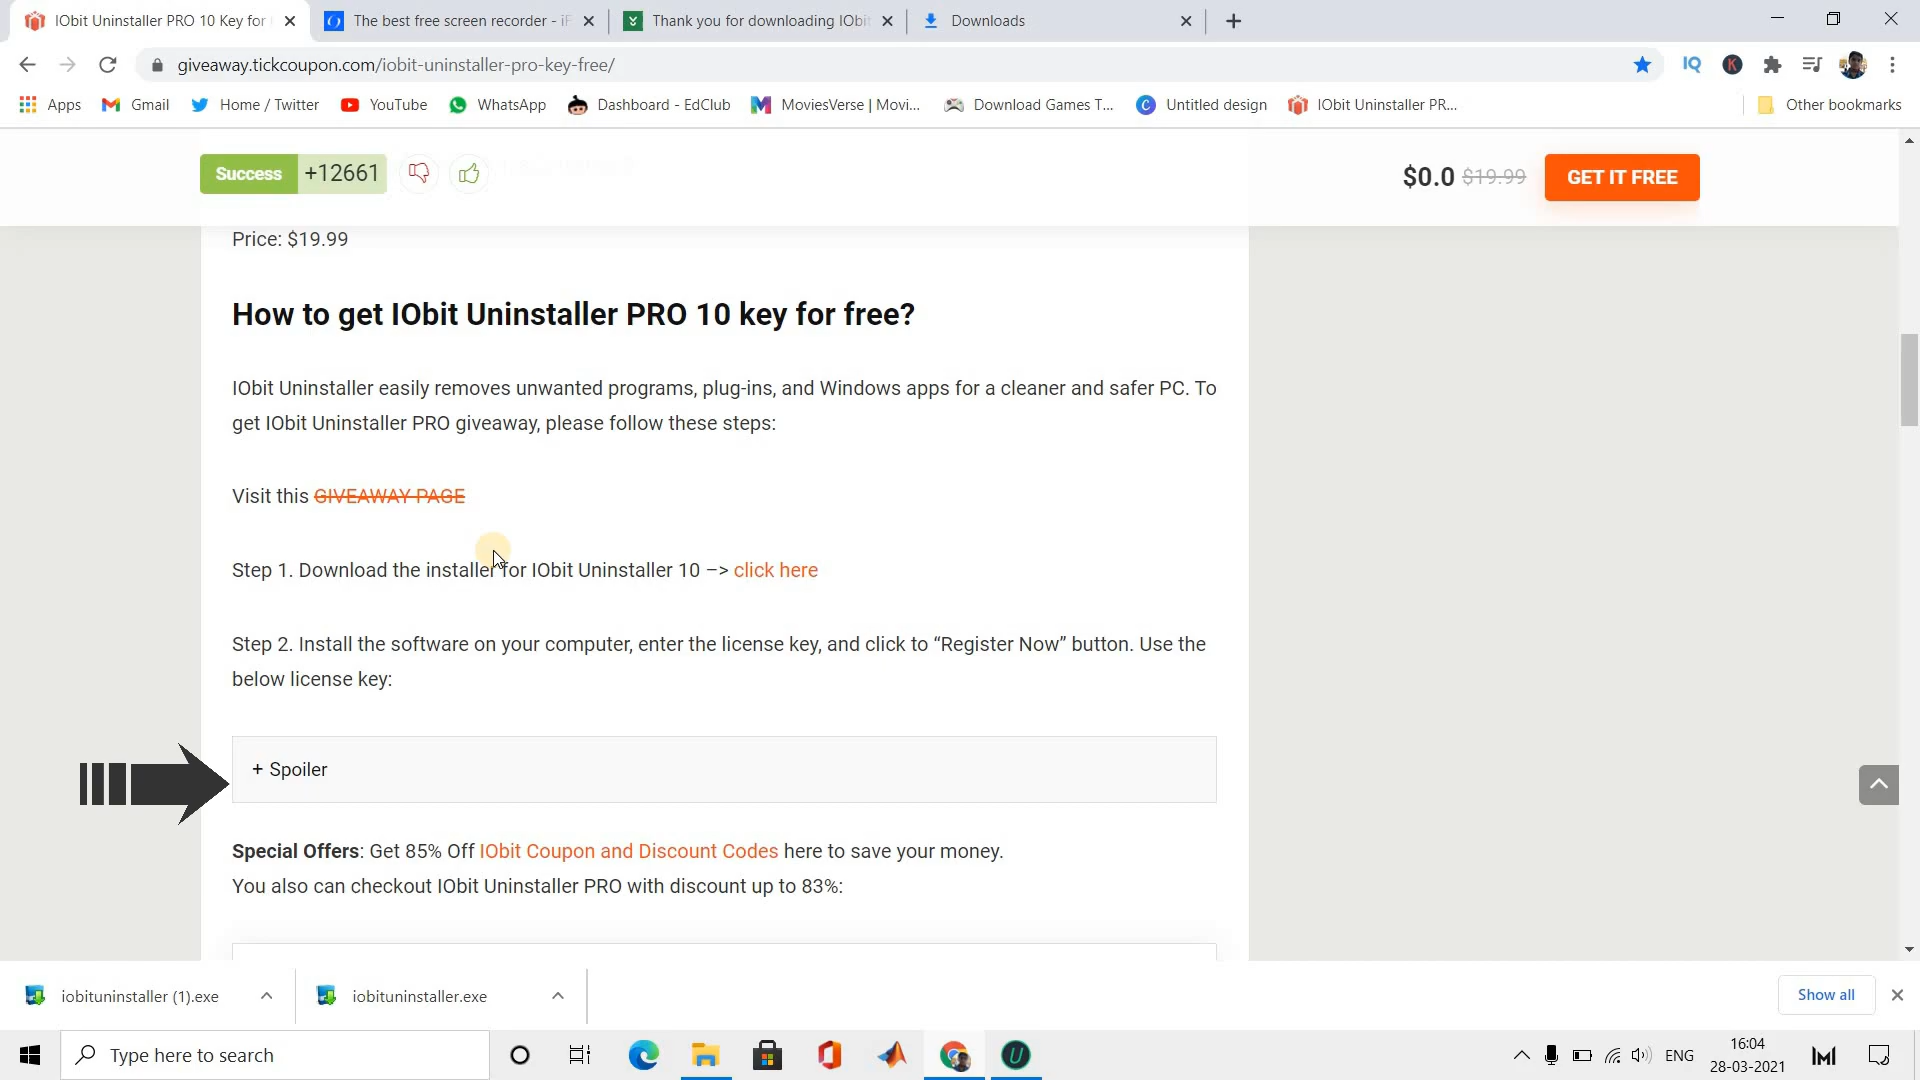 IObit Uninstaller PRO 10 Key for
The best free screen recorder - iF
Thank you for downloading IObit
Downloads
giveaway.tickcoupon.com/iobit-uninstaller-pro-key-free/
Apps
Gmail
Home / Twitter
YouTube
WhatsApp
Dashboard - EdClub
MoviesVerse | Movi...
Download Games T...
Untitled design
IObit Uninstaller PR...
Other bookmarks
Success +12661
$0.0 $19.99 GET IT FREE
Price: $19.99
How to get IObit Uninstaller PRO 10 key for free?
IObit Uninstaller easily removes unwanted programs, plug-ins, and Windows apps for a cleaner and safer PC. To
get IObit Uninstaller PRO giveaway, please follow these steps:
Visit this GIVEAWAY PAGE
Step 1. Download the installer for IObit Uninstaller 10 –> click here
Step 2. Install the software on your computer, enter the license key, and click to “Register Now” button. Use the
below license key:
+ Spoiler
Special Offers: Get 85% Off IObit Coupon and Discount Codes here to save your money.
You also can checkout IObit Uninstaller PRO with discount up to 83%:
iobituninstaller (1).exe
iobituninstaller.exe
Show all
Type here to search
ENG
16:04
28-03-2021